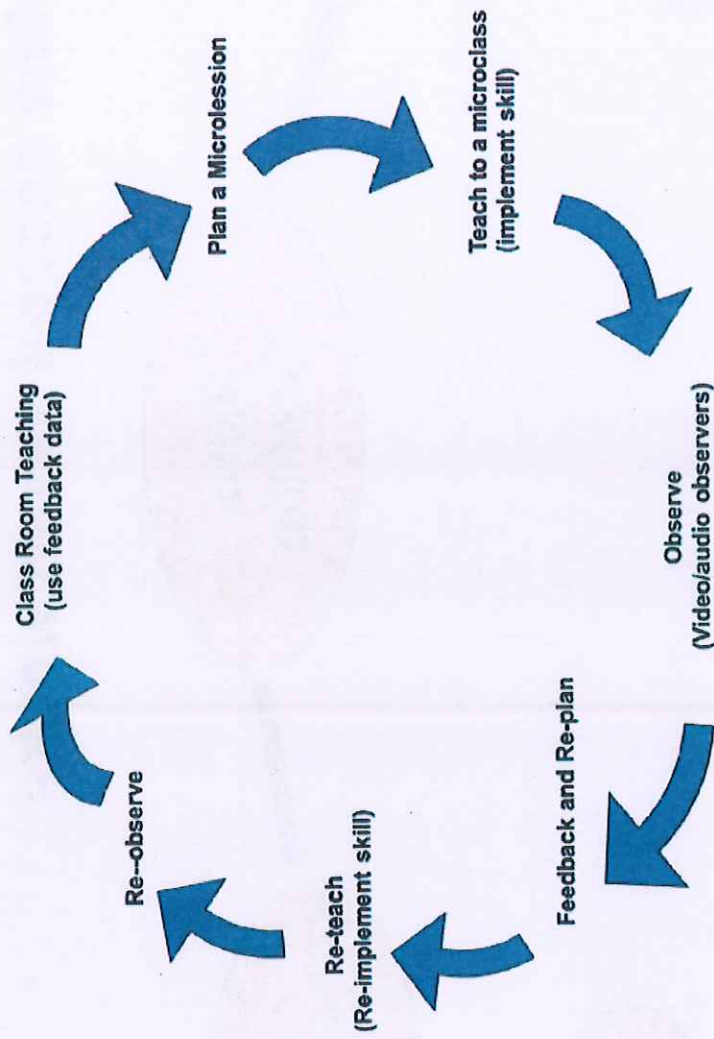 Class Room Teaching
(use feedback data)
Plan a Microlession
Teach to a microclass
(implement skill)
Observe
(Video/audio observers)
Feedback and Re-plan
Re-teach
(Re-implement skill)
Re--observe